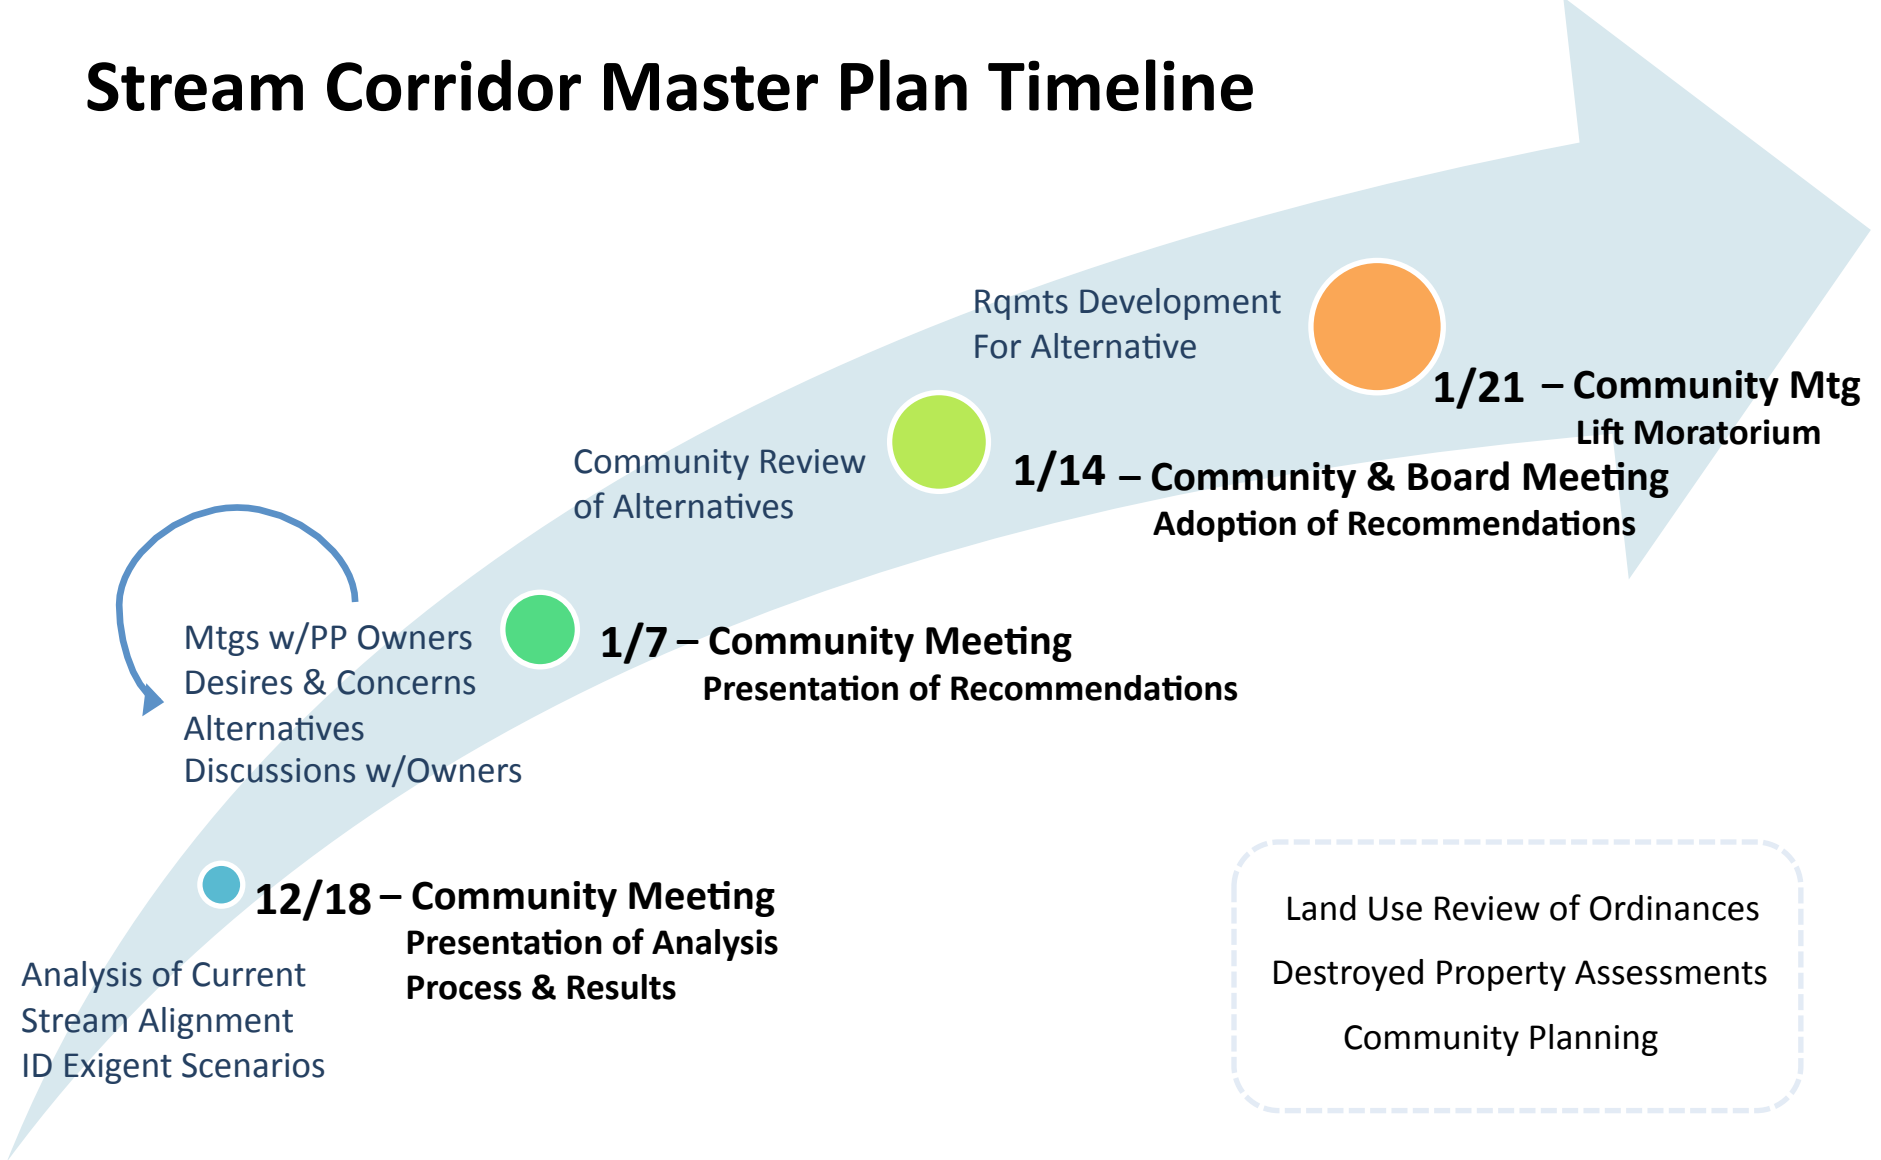 Stream Corridor Master Plan Timeline
Rqmts Development
For Alternative
1/21 – Community Mtg
Lift Moratorium
Community Review
of Alternatives
1/14 – Community & Board Meeting
Adoption of Recommendations
Mtgs w/PP Owners
Desires & Concerns
Alternatives
Discussions w/Owners
1/7 – Community Meeting
Presentation of Recommendations
12/18 – Community Meeting
Presentation of Analysis
Process & Results
Analysis of Current
Stream Alignment
ID Exigent Scenarios
Land Use Review of Ordinances
Destroyed Property Assessments
Community Planning